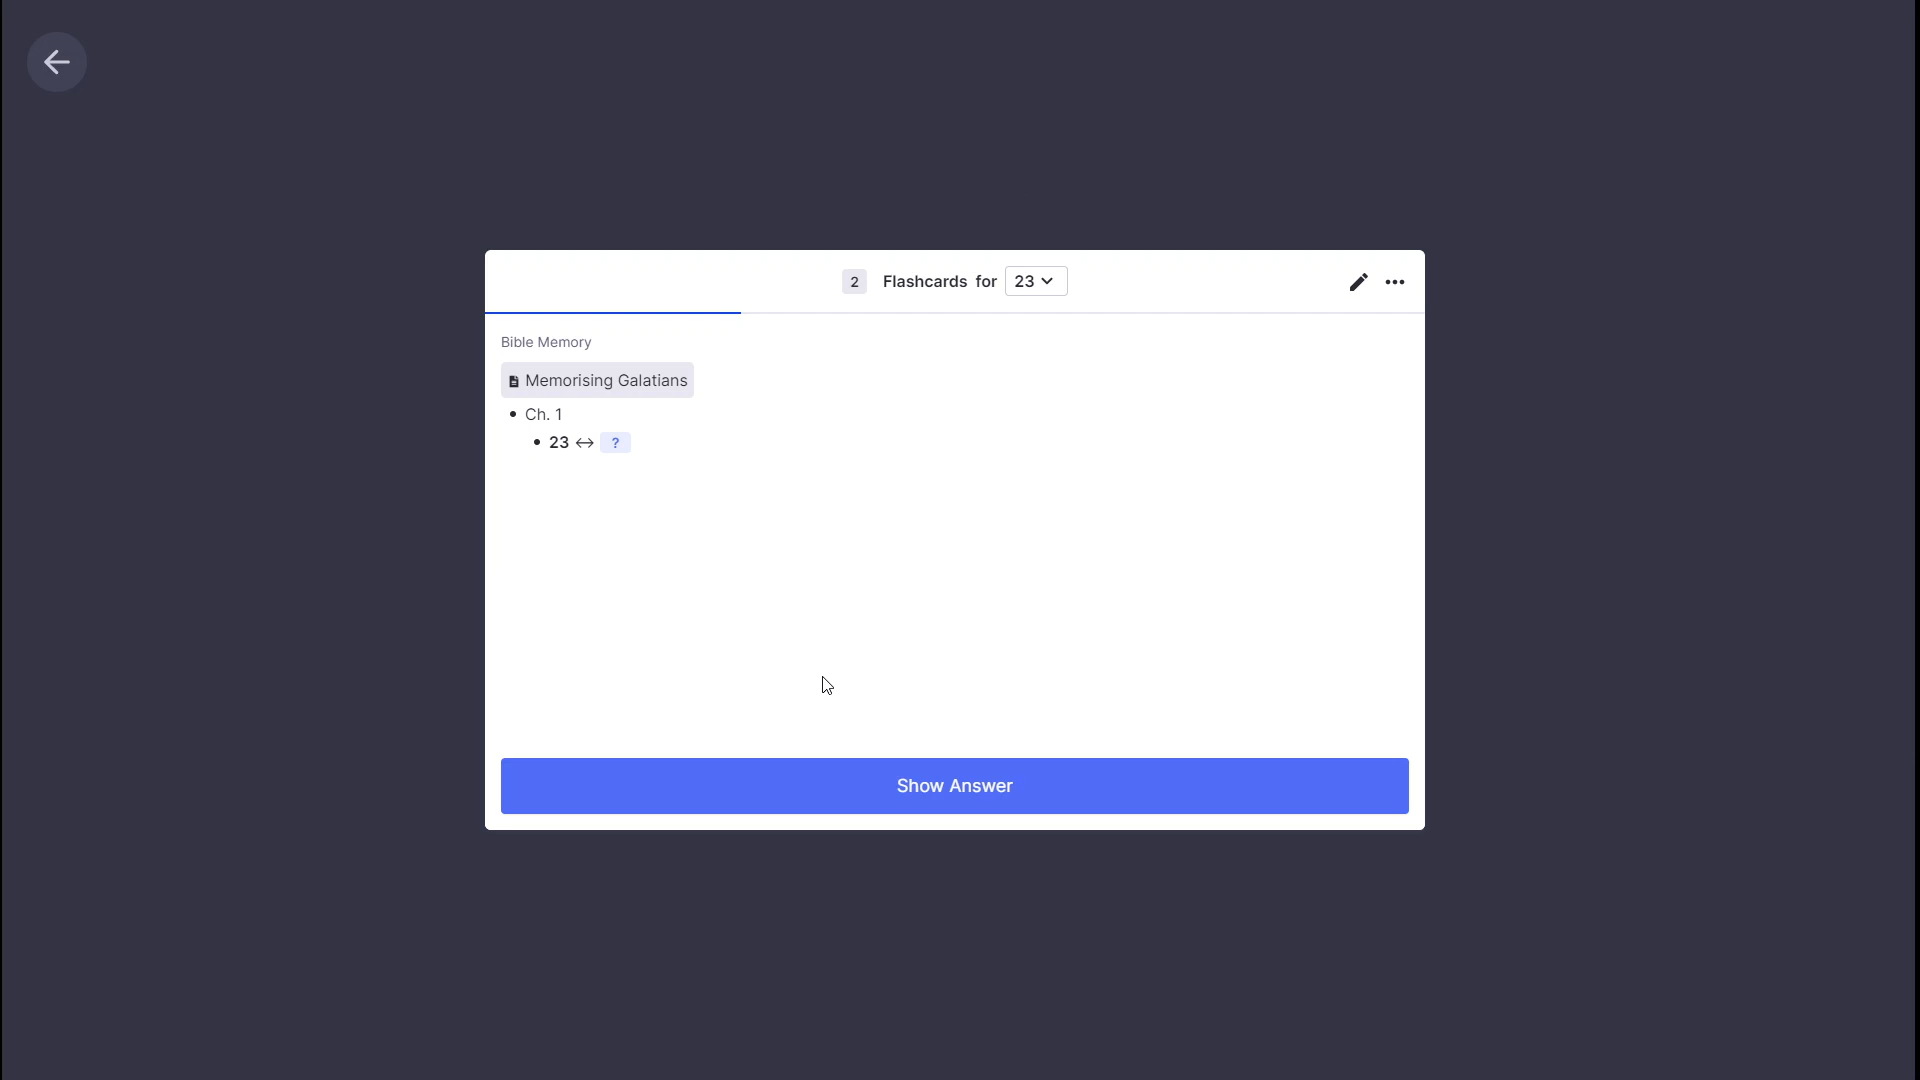 2 Flashcards for 23
Bible Memory
Memorising Galatians
• Ch. 1
• 23 ↔ ?
Show Answer